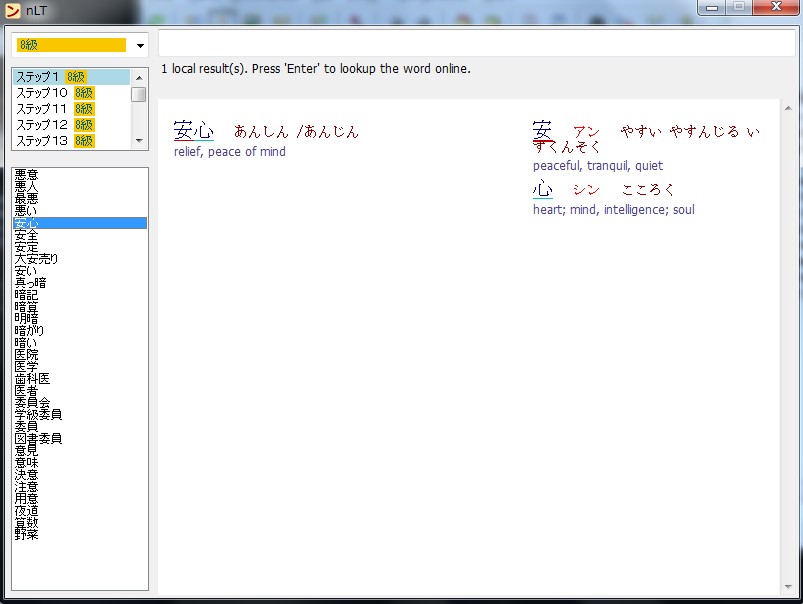 nLT
8級
1 local result(s). Press 'Enter' to lookup the word online.
ステップ1 8級
ステップ10 8級
ステップ11 8級
ステップ12 8級
ステップ13 8級
悪意
悪人
最悪
悪い
安心
安全
安定
大安売り
安い
真っ暗
暗記
暗算
明暗
暗がり
暗い
医院
医学
歯科医
医者
委員会
学級委員
委員
図書委員
意見
意味
決意
注意
用意
夜道
算数
野菜
安心 あんしん /あんじん
relief, peace of mind
安 アン やすい やすんじる い
ずくんぞく
peaceful, tranquil, quiet
心 シン こころく
heart; mind, intelligence; soul